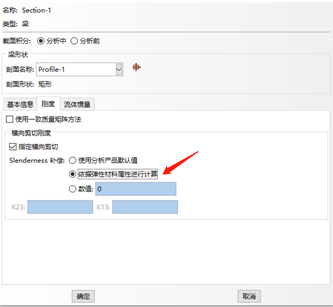 名称: Section-1
类型: 梁
截面积分: 分析中 分析前
梁形状
剖面名称: Profile-1
剖面形状: 矩形
基本信息 刚度 流体惯量
使用一致质量矩阵方法
横向剪切刚度
指定横向剪切
Slenderness 补偿: 使用分析产品默认值
依据弹性材料属性进行计算
数值: 0
K23: K13:
确定 取消